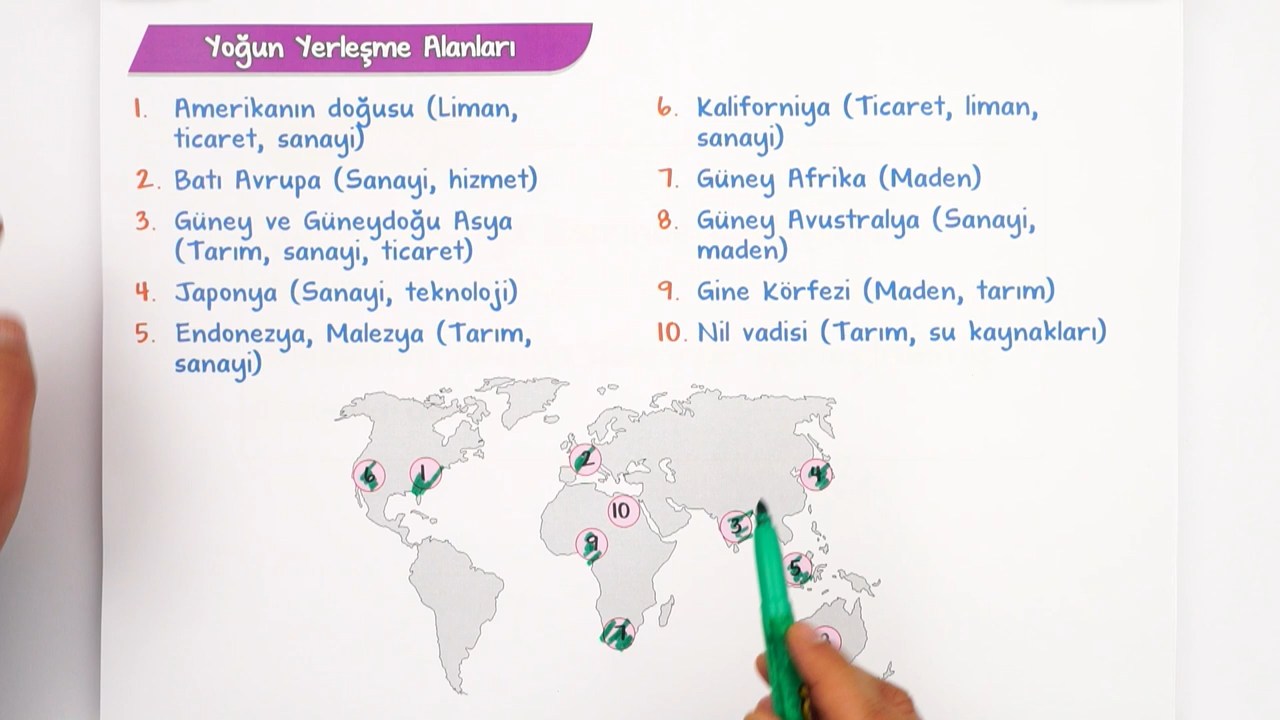 Yoğun Yerleşme Alanları
1. Amerikanın doğusu (Liman,
ticaret, sanayi)
2. Batı Avrupa (Sanayi, hizmet)
3. Güney ve Güneydoğu Asya
(Tarım, sanayi, ticaret)
4. Japonya (Sanayi, teknoloji)
5. Endonezya, Malezya (Tarım,
sanayi)
6. Kaliforniya (Ticaret, liman,
sanayi)
7. Güney Afrika (Maden)
8. Güney Avustralya (Sanayi,
maden)
9. Gine Körfezi (Maden, tarım)
10. Nil vadisi (Tarım, su kaynakları)
2
6
1
4
10
3
9
5
7